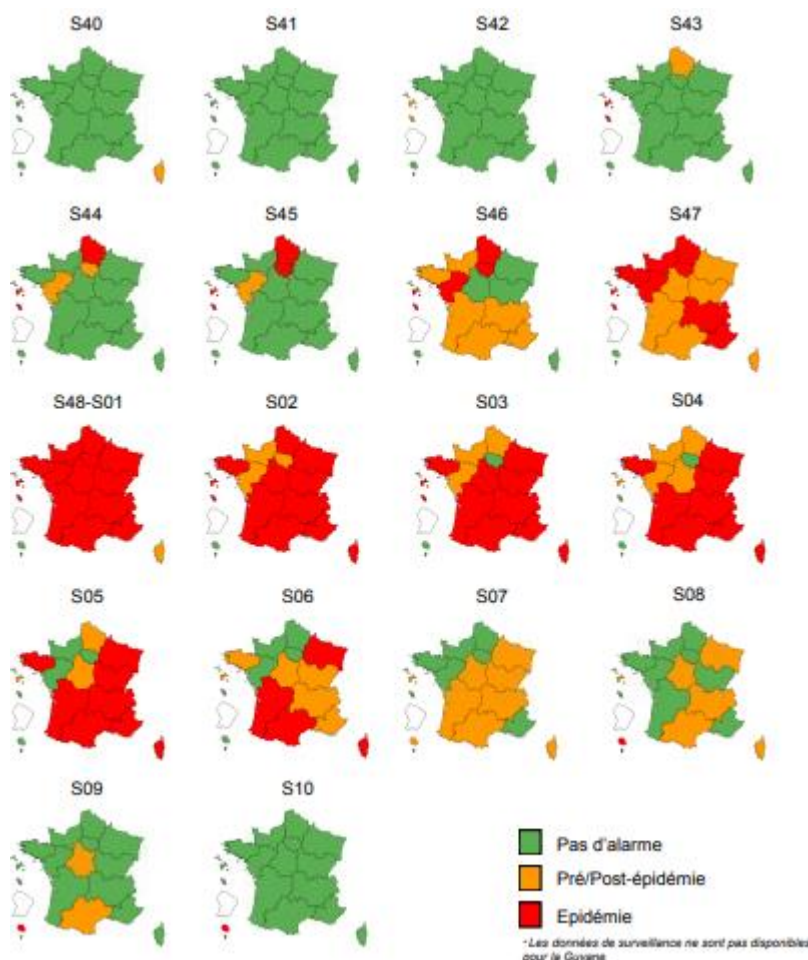 S40
S41
S42
S43
S44
S45
S46
S47
S48-S01
S02
S03
S04
S05
S06
S07
S08
S09
S10
Pas d'alarme
Pré/Post-épidémie
Epidémie
*Les données de surveillance ne sont pas disponibles
pour la Guyane